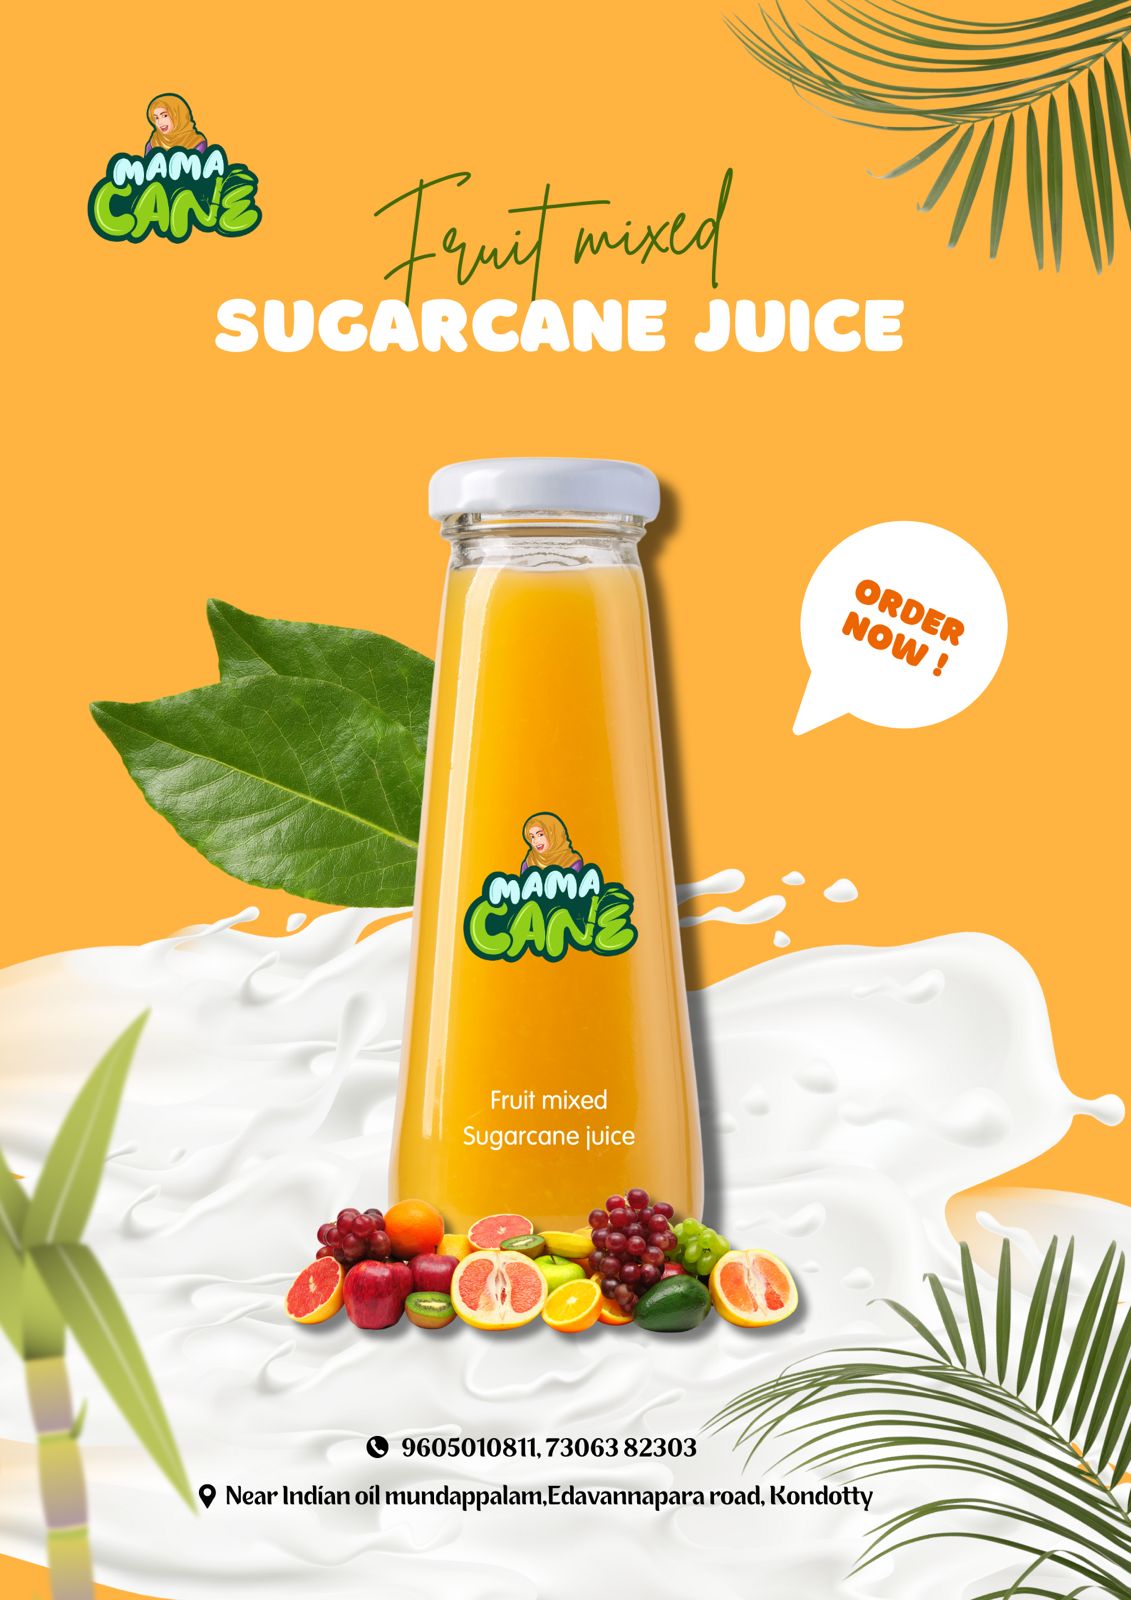 MAMA
CANE
Fruit mixed
SUGARCANE JUICE
ORDER
NOW !
MAMA
CANE
Fruit mixed
Sugarcane juice
9605010811, 73063 82303
Near Indian oil mundappalam,Edavannapara road, Kondotty